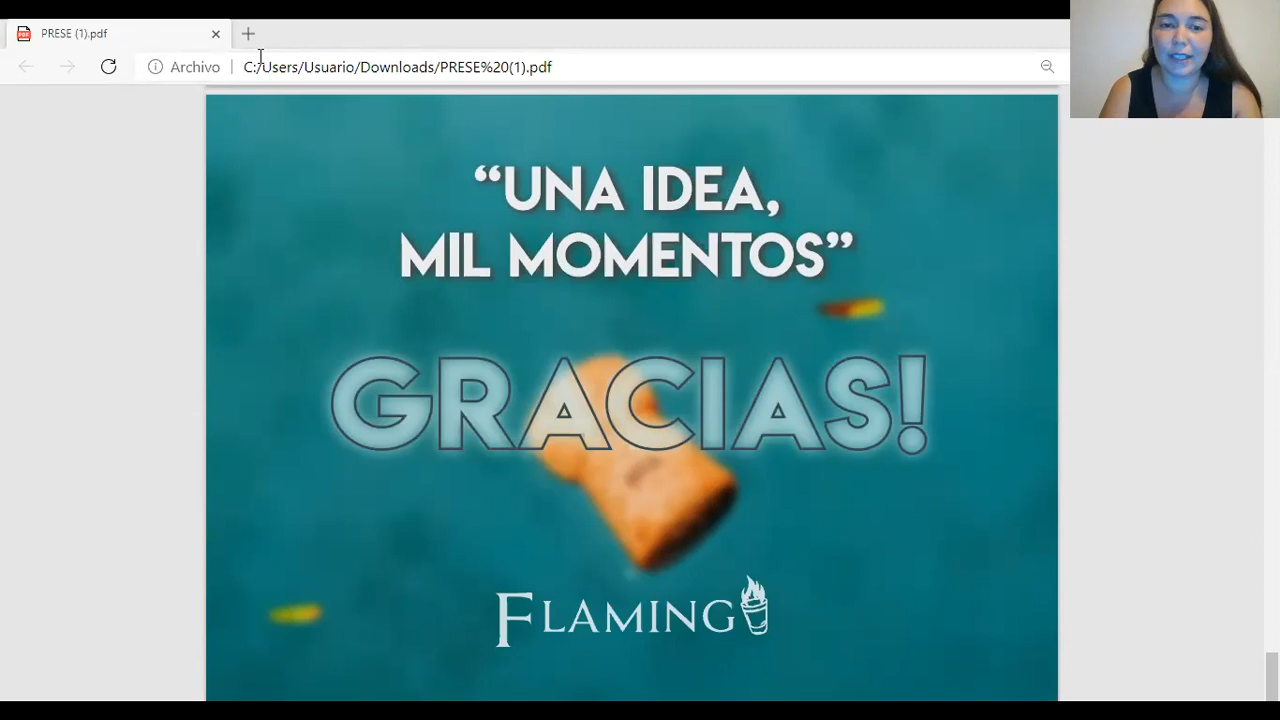 PRESE (1).pdf
Archivo
C:/Users/Usuario/Downloads/PRESE%20(1).pdf
“UNA IDEA,
MIL MOMENTOS”
GRACIAS!
FLAMING